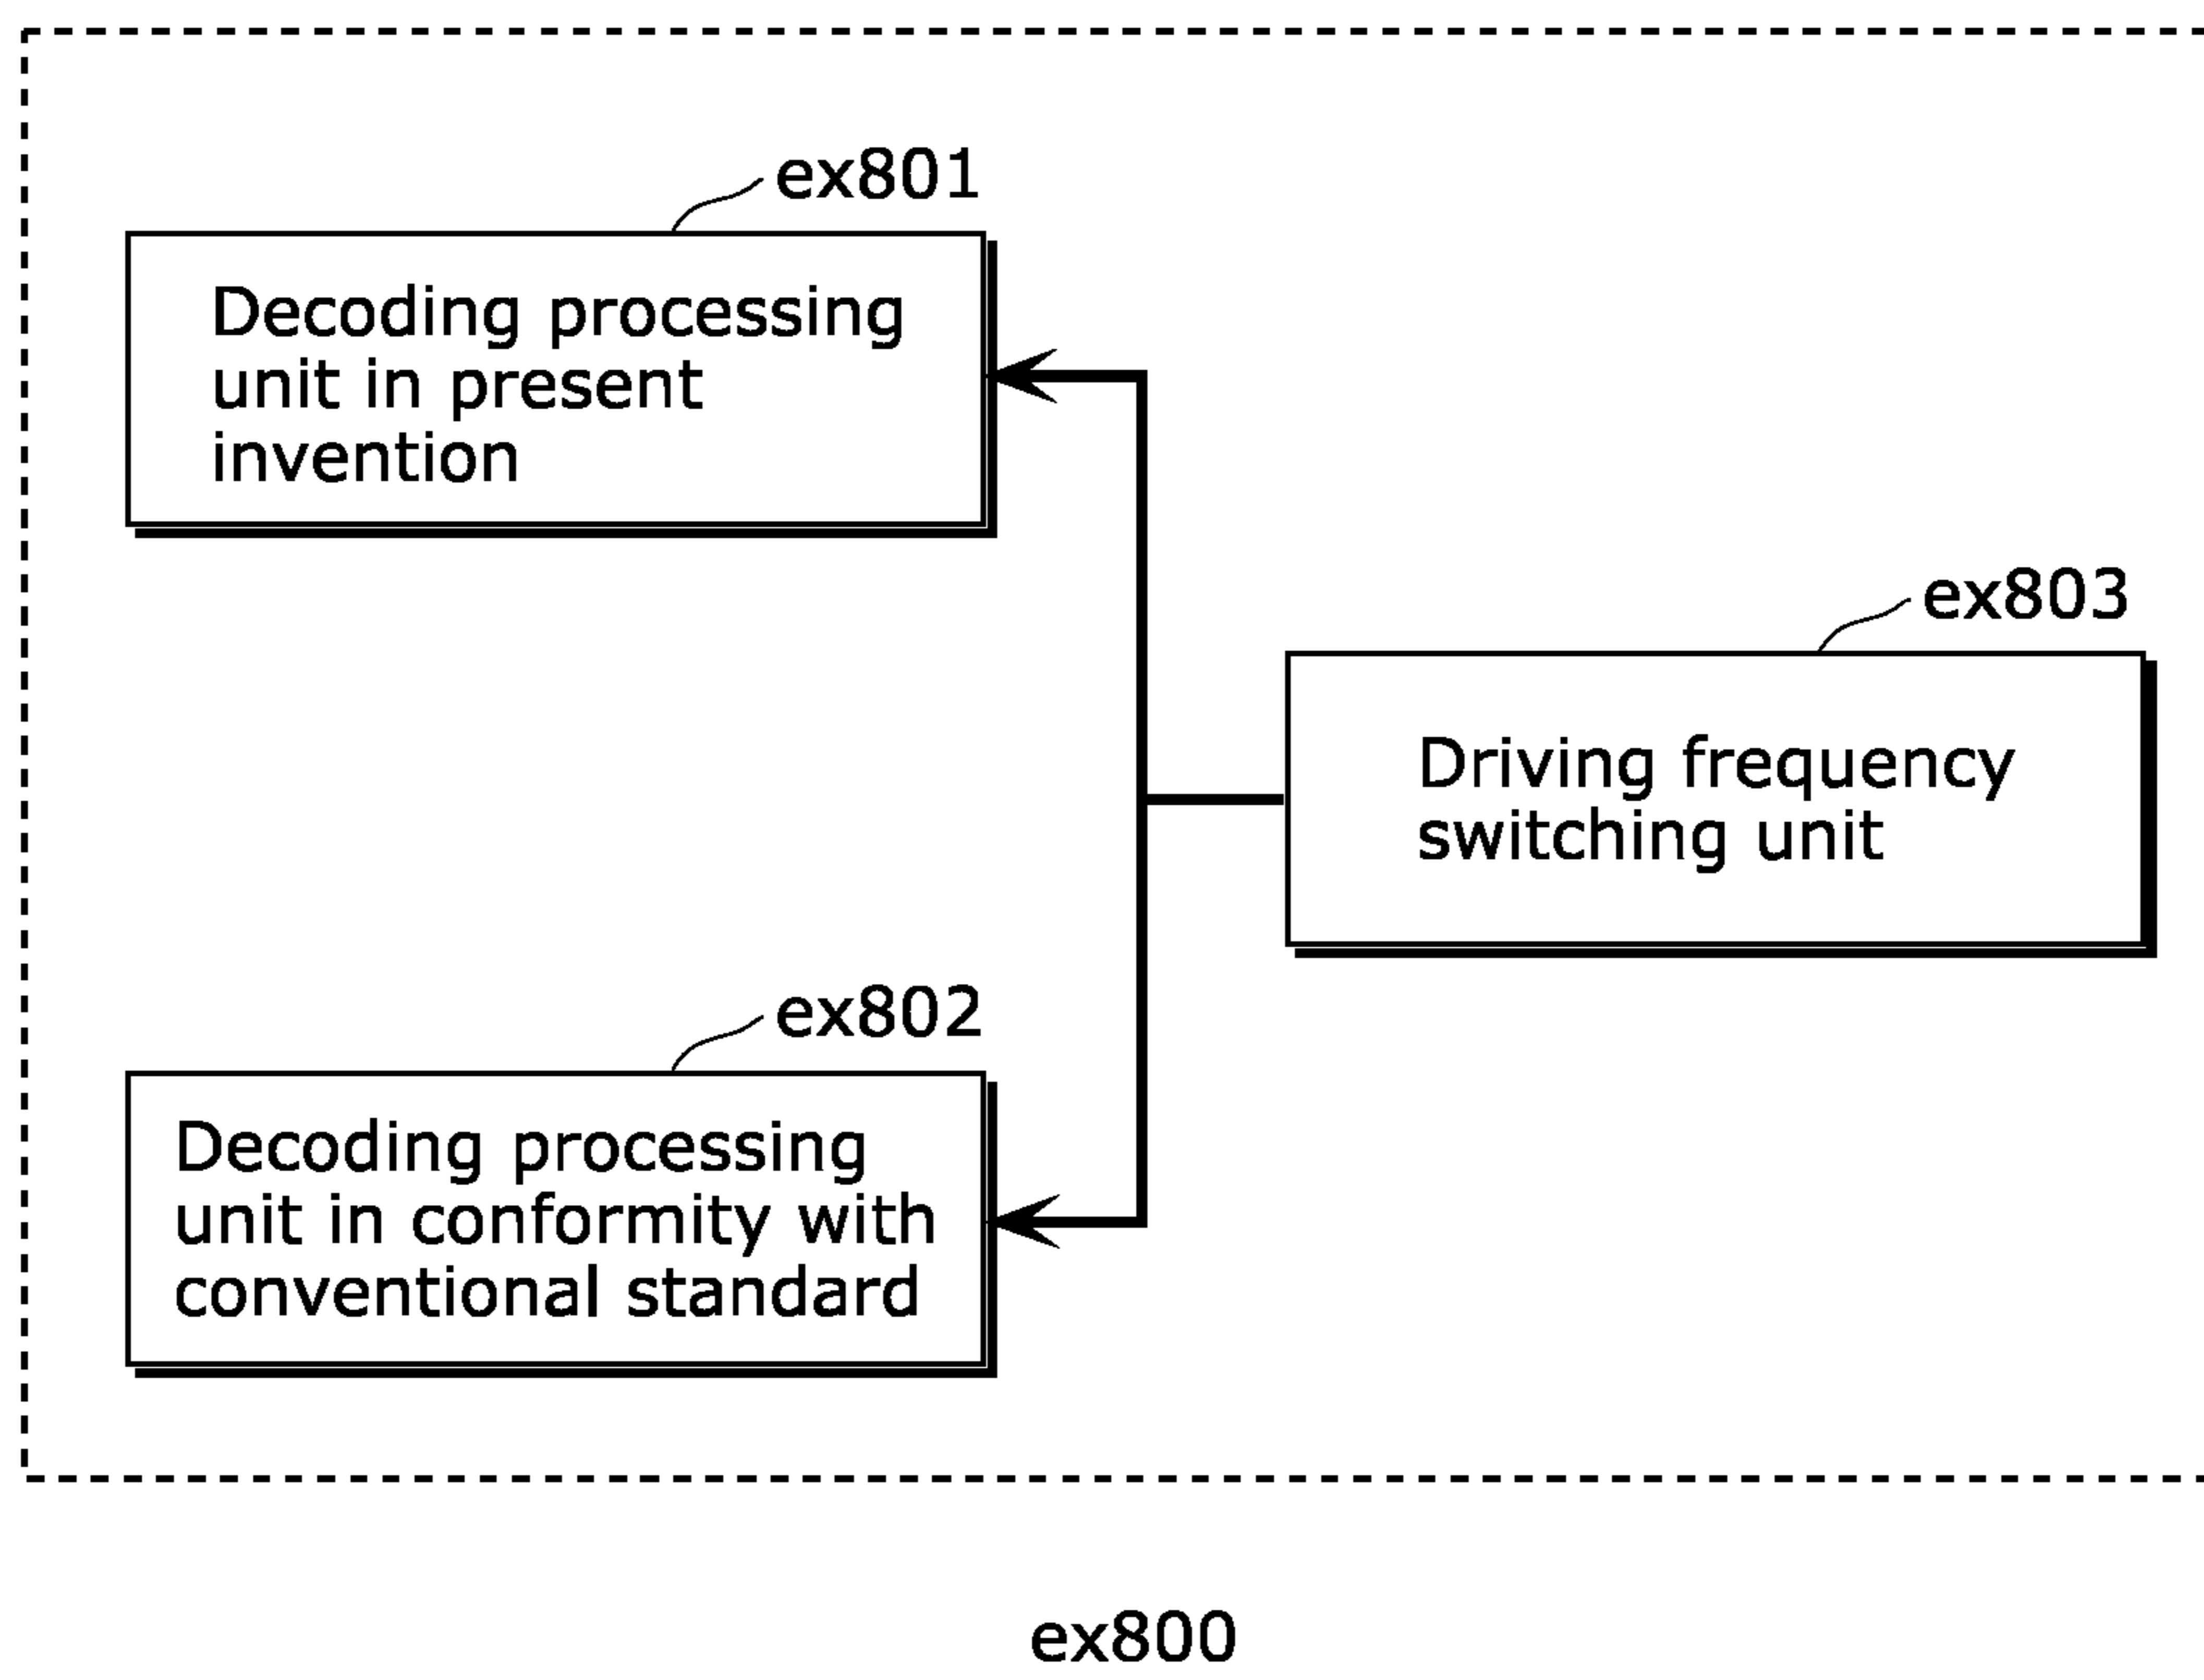 ex801
Decoding processing
unit in present
invention
ex803
Driving frequency
switching unit
ex802
Decoding processing
unit in conformity with
conventional standard
ex800